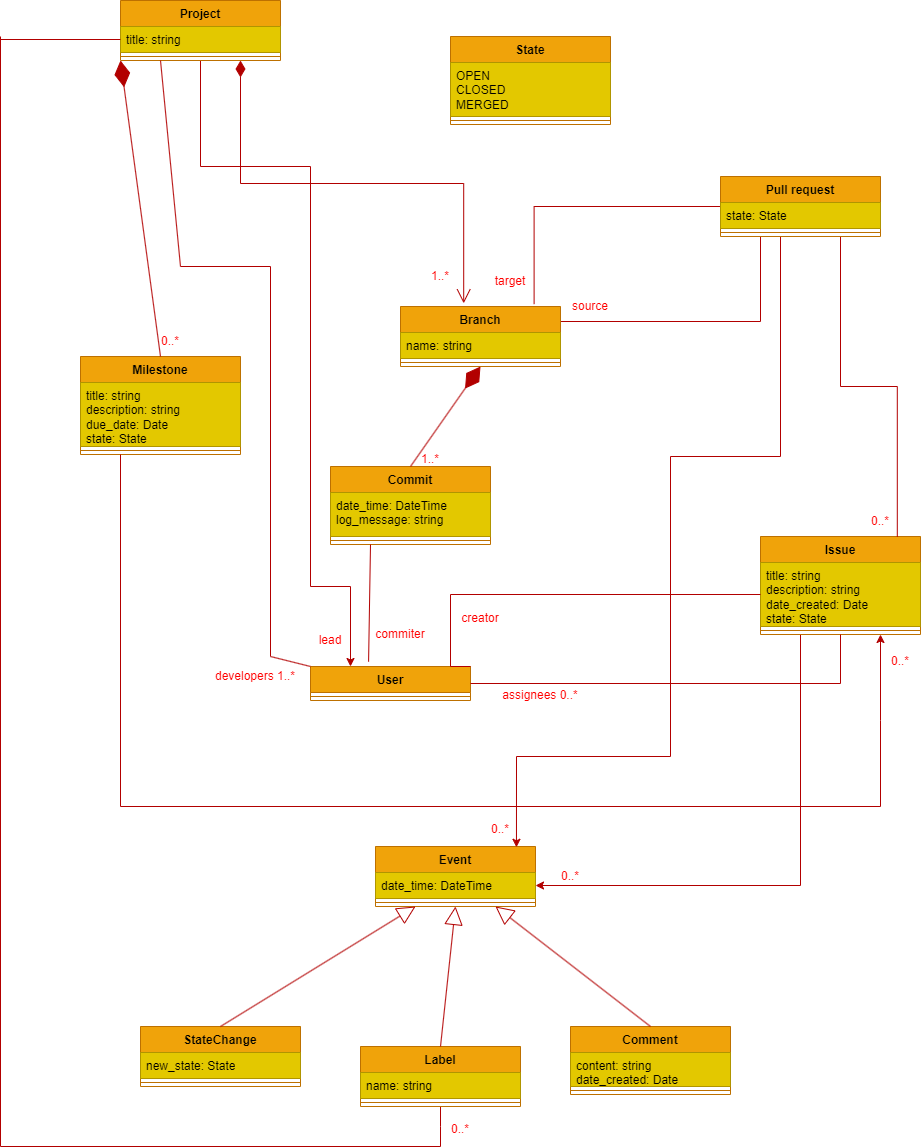 Project
title: string
State
OPEN
CLOSED
MERGED
Pull request
state: State
1..*
target
source
Branch
name: string
0..*
Milestone
title: string
description: string
due_date: Date
state: State
1..*
Commit
date_time: DateTime
log_message: string
0..*
Issue
title: string
description: string
date_created: Date
state: State
creator
lead
commiter
0..*
developers 1..*
User
assignees 0..*
0..*
Event
date_time: DateTime
0..*
StateChange
new_state: State
Label
name: string
Comment
content: string
date_created: Date
0..*